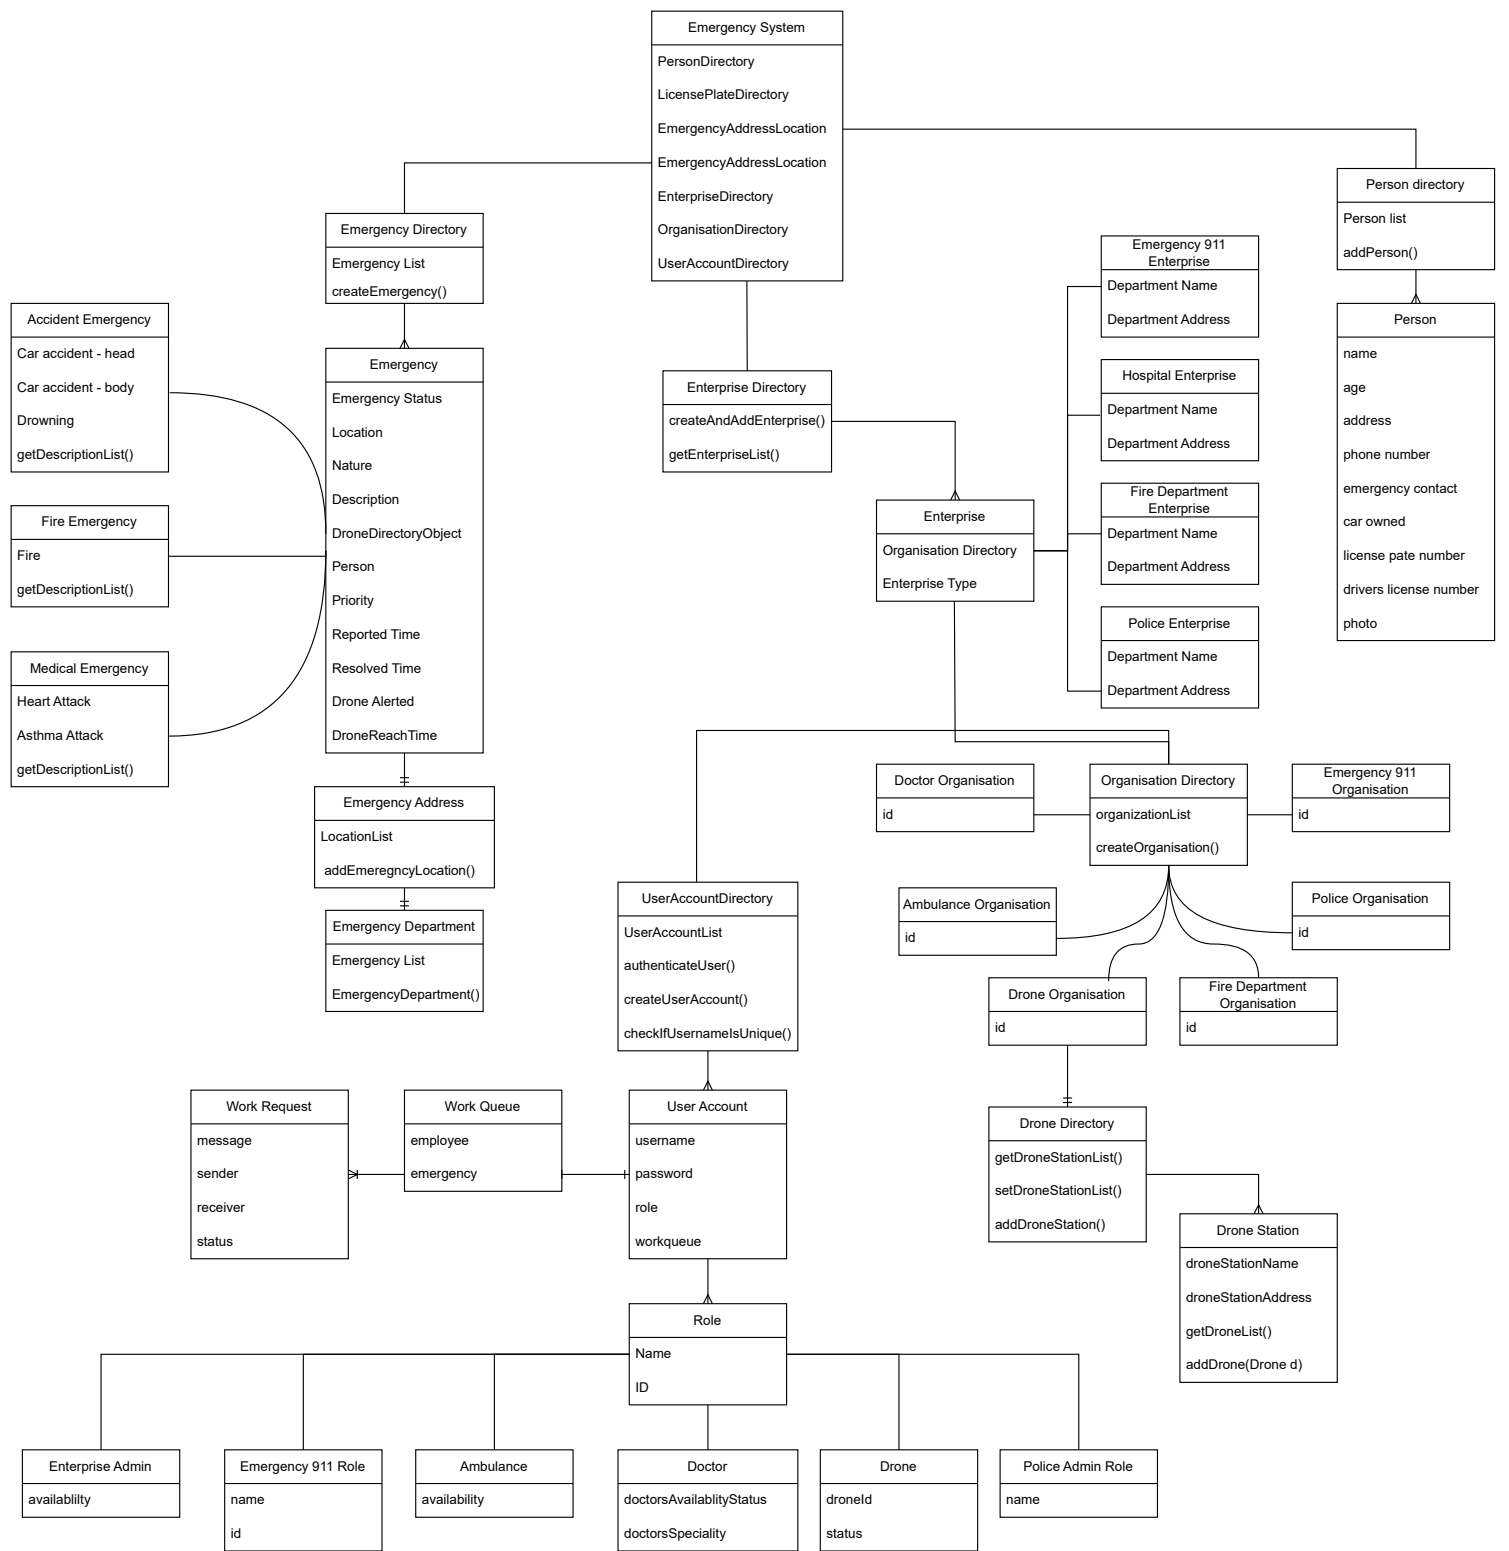 Emergency System
PersonDirectory
LicensePlateDirectory
EmergencyAddressLocation
EmergencyAddressLocation
EnterpriseDirectory
OrganisationDirectory
UserAccountDirectory
Person directory
Person list
addPerson()
Emergency Directory
Emergency List
createEmergency()
Emergency 911
Enterprise
Department Name
Department Address
Accident Emergency
Car accident - head
Car accident - body
Drowning
getDescriptionList()
Person
name
age
address
phone number
emergency contact
car owned
license pate number
drivers license number
photo
Emergency
Emergency Status
Location
Nature
Description
DroneDirectoryObject
Person
Priority
Reported Time
Resolved Time
Drone Alerted
DroneReachTime
Enterprise Directory
createAndAddEnterprise()
getEnterpriseList()
Hospital Enterprise
Department Name
Department Address
Fire Department
Enterprise
Department Name
Department Address
Enterprise
Organisation Directory
Enterprise Type
Fire Emergency
Fire
getDescriptionList()
Police Enterprise
Department Name
Department Address
Medical Emergency
Heart Attack
Asthma Attack
getDescriptionList()
Doctor Organisation
id
Organisation Directory
organizationList
createOrganisation()
Emergency 911
Organisation
id
Emergency Address
LocationList
addEmeregncyLocation()
UserAccountDirectory
UserAccountList
authenticateUser()
createUserAccount()
checkIfUsernameIsUnique()
Ambulance Organisation
id
Police Organisation
id
Emergency Department
Emergency List
EmergencyDepartment()
Drone Organisation
id
Fire Department
Organisation
id
Work Request
message
sender
receiver
status
Work Queue
employee
emergency
User Account
username
password
role
workqueue
Drone Directory
getDroneStationList()
setDroneStationList()
addDroneStation()
Drone Station
droneStationName
droneStationAddress
getDroneList()
addDrone(Drone d)
Role
Name
ID
Enterprise Admin
availablilty
Emergency 911 Role
name
id
Ambulance
availability
Doctor
doctorsAvailablityStatus
doctorsSpeciality
Drone
droneId
status
Police Admin Role
name